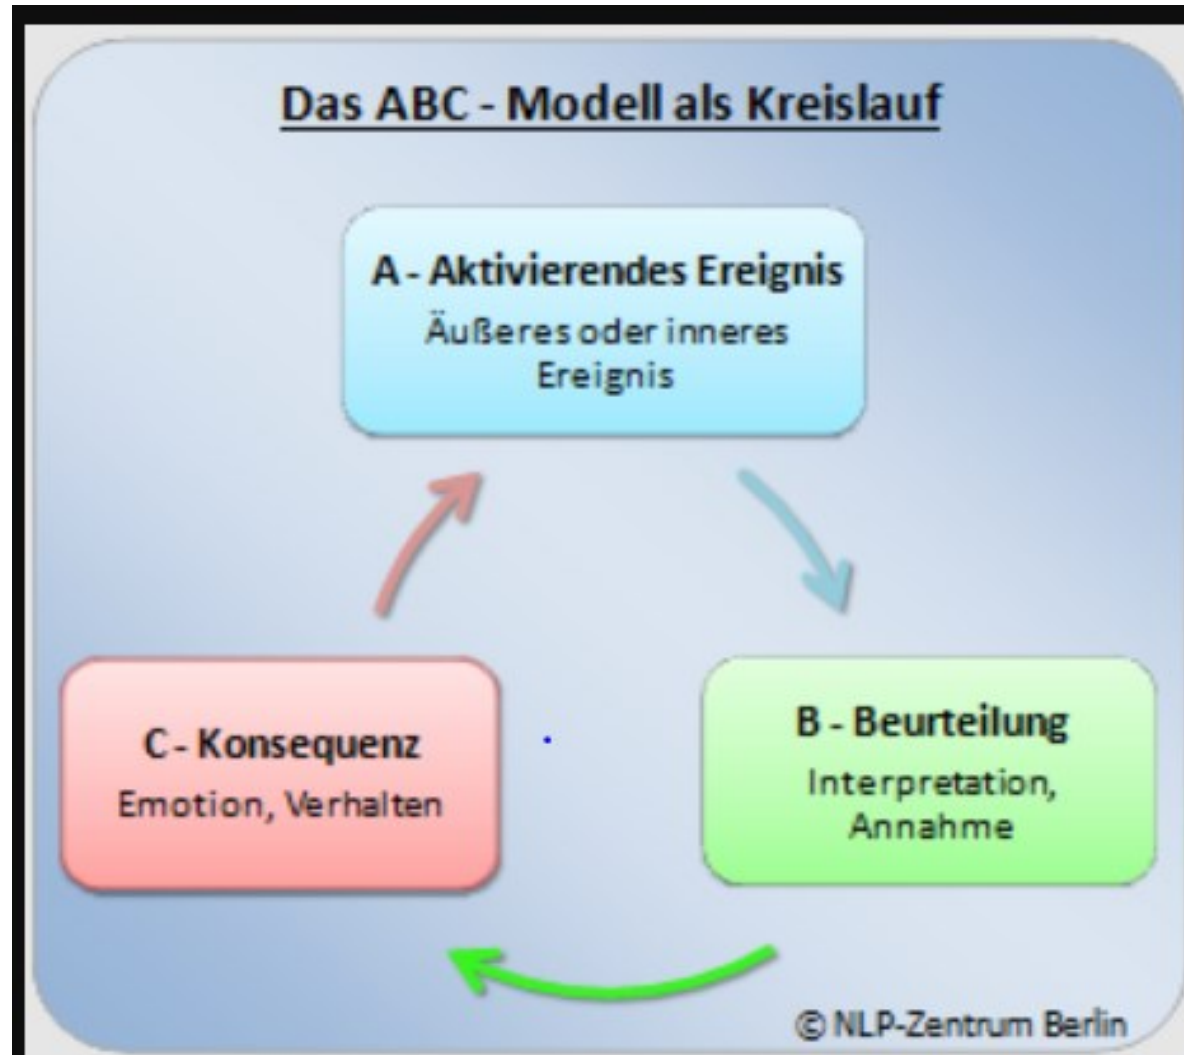 Das ABC - Modell als Kreislauf
A - Aktivierendes Ereignis
Äußeres oder inneres
Ereignis
C - Konsequenz
Emotion, Verhalten
B - Beurteilung
Interpretation,
Annahme
© NLP-Zentrum Berlin